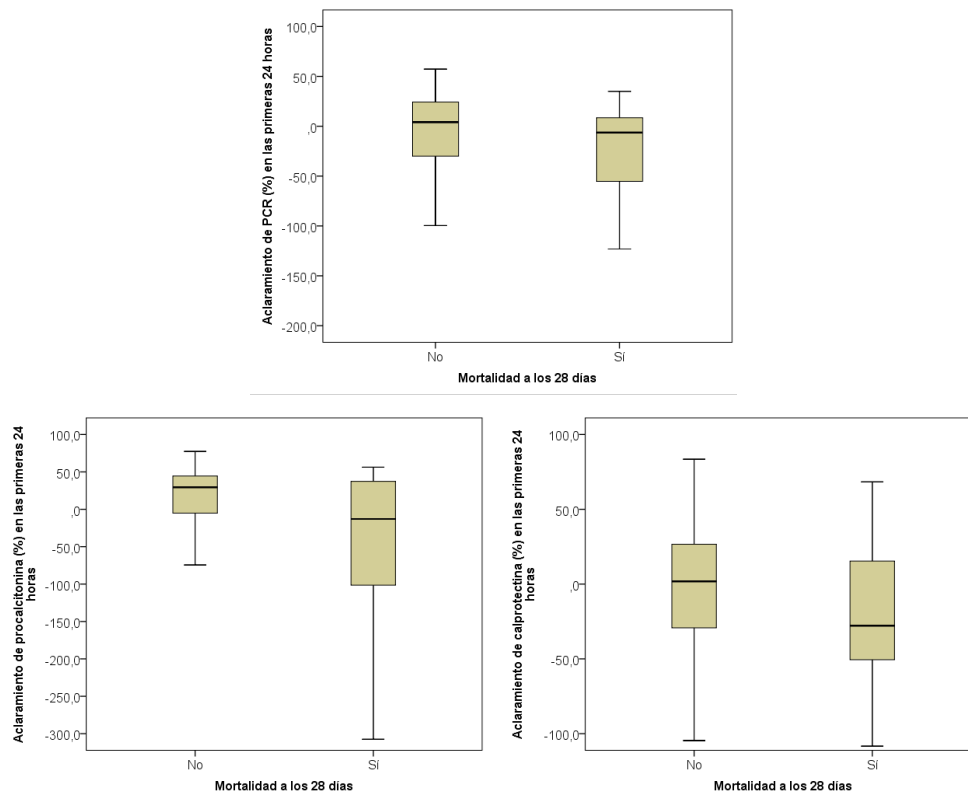 Aclaramiento de PCR (%) en las primeras 24 horas
100,0
50,0
,0
-50,0
-100,0
-150,0
-200,0
No
Sí
Mortalidad a los 28 días
Aclaramiento de procalcitonina (%) en las primeras 24
horas
100,0
50,0
,0
-50,0
-100,0
-150,0
-200,0
-250,0
-300,0
No
Sí
Mortalidad a los 28 días
Aclaramiento de calprotectina (%) en las primeras 24
horas
100,0
50,0
,0
-50,0
-100,0
No
Sí
Mortalidad a los 28 días